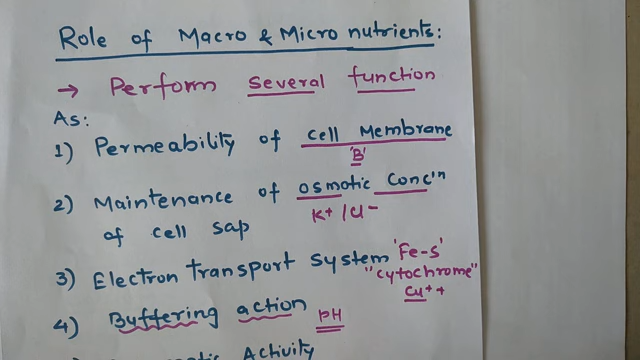 Role of Macro & Micro nutrients:
→ Perform several function
As:
1) Permeability of cell Membrane
'B'
2) Maintenance of osmotic Concⁿ
K+ /Cl-
of cell sap
3) Electron transport system 'Fe-S'
"cytochrome"
Cu++
4) Buffering action PH
Activity